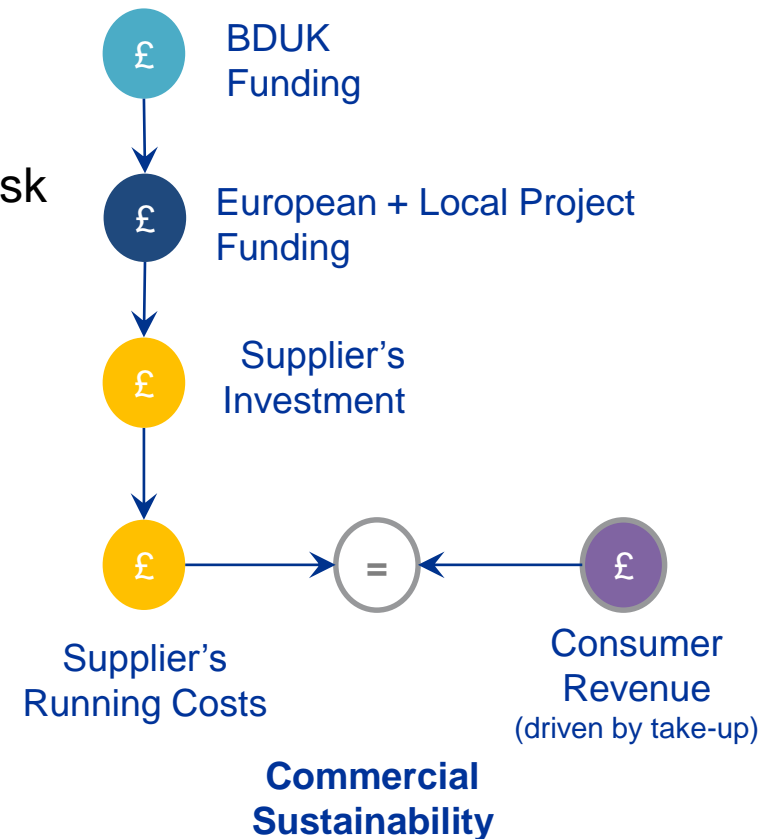 £
BDUK
Funding
sk
£
European + Local Project
Funding
£
Supplier's
Investment
£
=
£
Supplier's
Running Costs
Consumer
Revenue
(driven by take-up)
Commercial
Sustainability